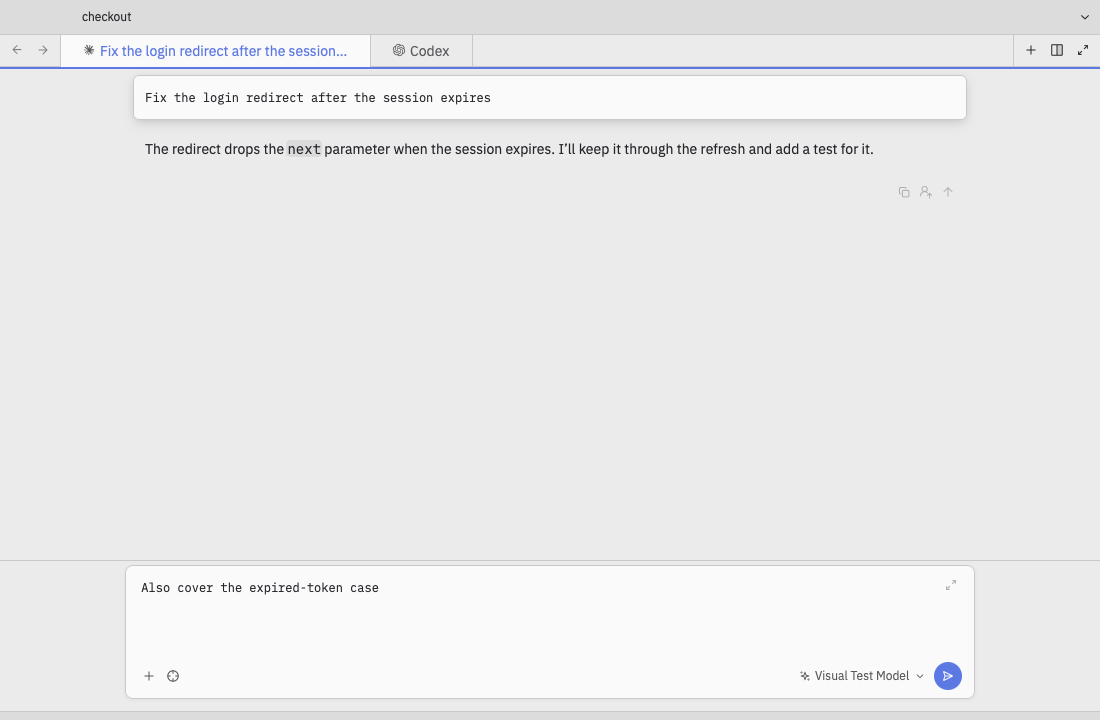 checkout
Fix the login redirect after the session...
Codex
Fix the login redirect after the session expires
The redirect drops the next parameter when the session expires. I’ll keep it through the refresh and add a test for it.
Also cover the expired-token case
Visual Test Model